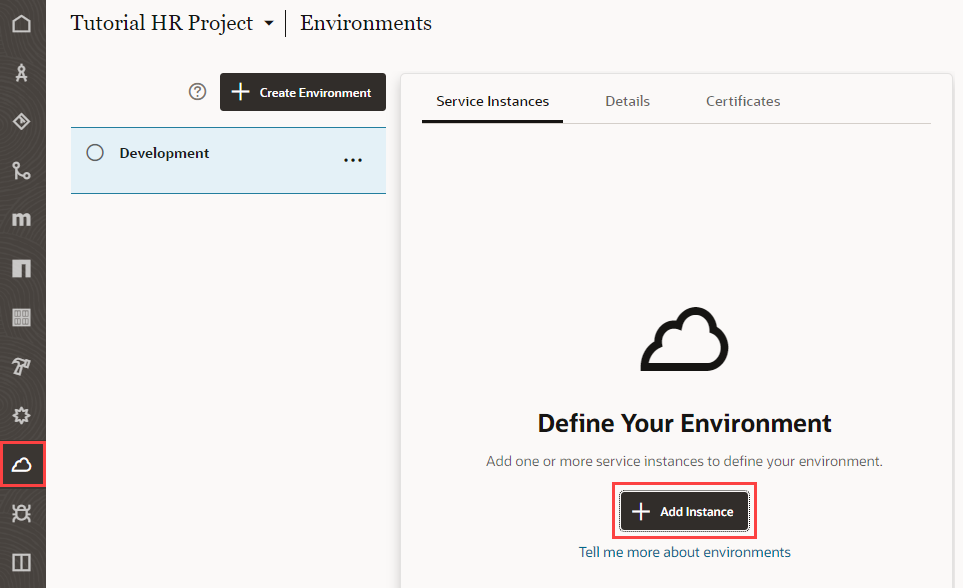 Tutorial HR Project
Environments
Create Environment
Development
Service Instances
Details
Certificates
Define Your Environment
Add one or more service instances to define your environment.
Add Instance
Tell me more about environments